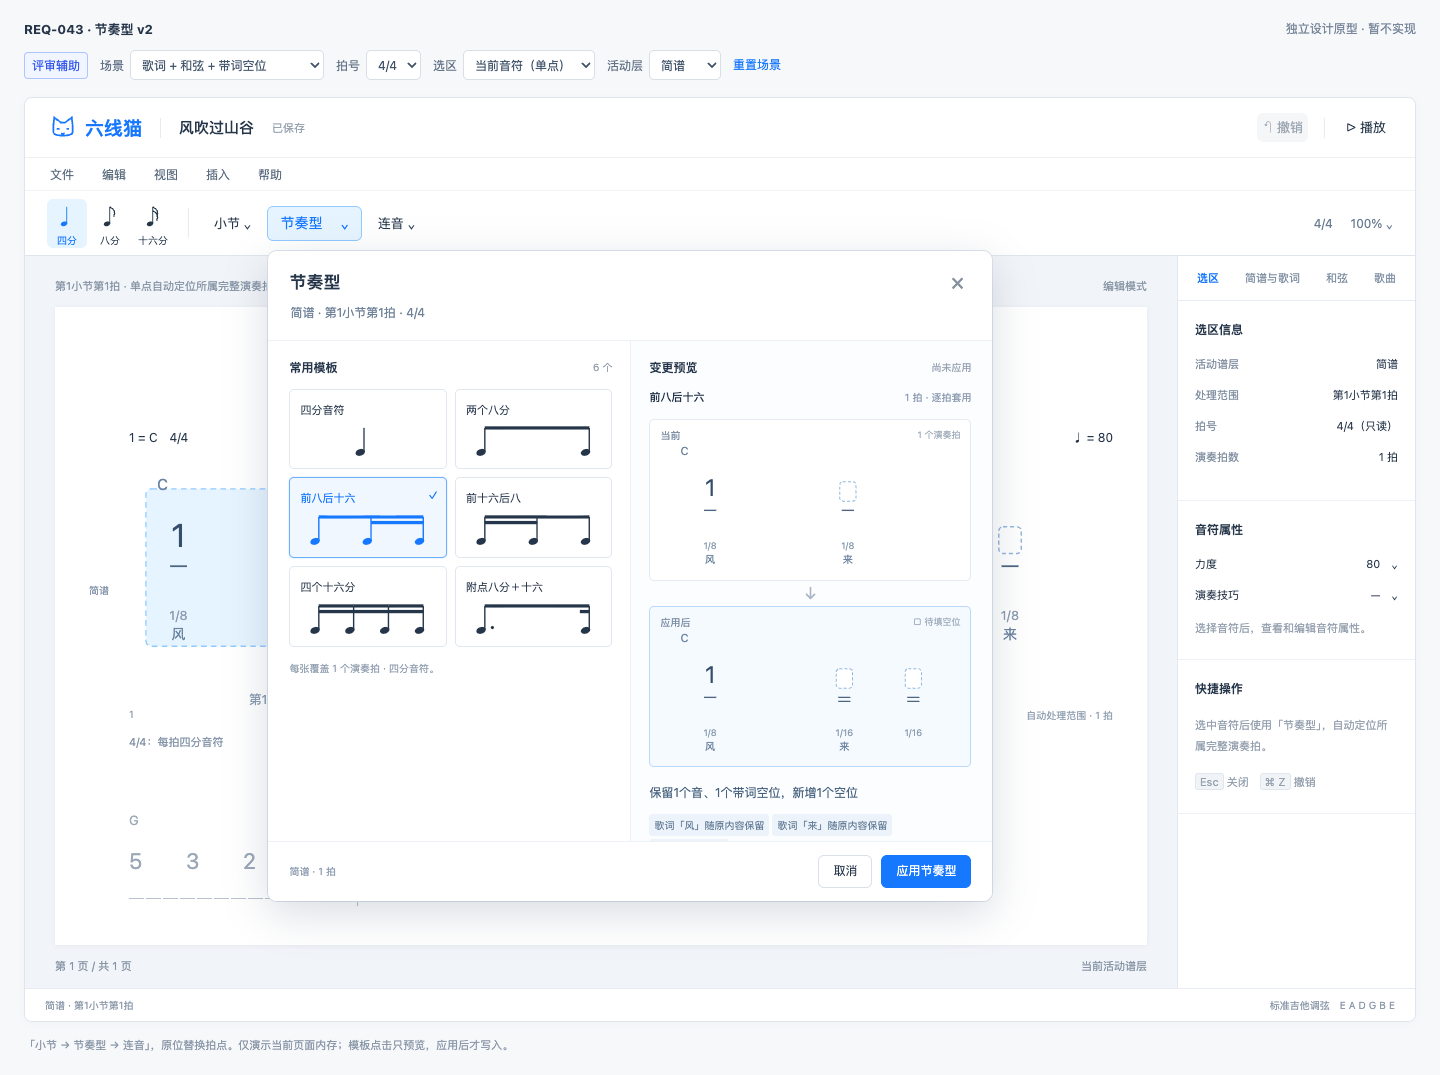 REQ-043 · 节奏型 v2
独立设计原型 · 暂不实现
评审辅助 场景 歌词 + 和弦 + 带词空位 拍号 4/4 选区 当前音符（单点） 活动层 简谱 重置场景
六线猫 风吹过山谷 已保存
撤销 播放
文件 编辑 视图 插入 帮助
四分 八分 十六分
小节 节奏型 连音
4/4 100%
第1小节第1拍 · 单点自动定位所属完整演奏拍
编辑模式
1 = C 4/4
♩ = 80
C
1
简谱
1/8
风
1/8
来
第1
1
自动处理范围 · 1 拍
4/4：每拍四分音符
G
5 3 2
第 1 页 / 共 1 页
当前活动谱层
节奏型
简谱 · 第1小节第1拍 · 4/4
常用模板 6 个
四分音符 两个八分
前八后十六 前十六后八
四个十六分 附点八分＋十六
每张覆盖 1 个演奏拍 · 四分音符。
变更预览 尚未应用
前八后十六 1 拍 · 逐拍套用
当前 1 个演奏拍
C
1
1/8 1/8
风 来
应用后 待填空位
C
1
1/8 1/16 1/16
风 来
保留1个音、1个带词空位，新增1个空位
歌词「风」随原内容保留 歌词「来」随原内容保留
简谱 · 1 拍
取消 应用节奏型
选区 简谱与歌词 和弦 歌曲
选区信息
活动谱层 简谱
处理范围 第1小节第1拍
拍号 4/4（只读）
演奏拍数 1 拍
音符属性
力度 80
演奏技巧 —
选择音符后，查看和编辑音符属性。
快捷操作
选中音符后使用「节奏型」，自动定位所
属完整演奏拍。
Esc 关闭 ⌘ Z 撤销
简谱 · 第1小节第1拍
标准吉他调弦 E A D G B E
「小节 → 节奏型 → 连音」，原位替换拍点。仅演示当前页面内存；模板点击只预览，应用后才写入。